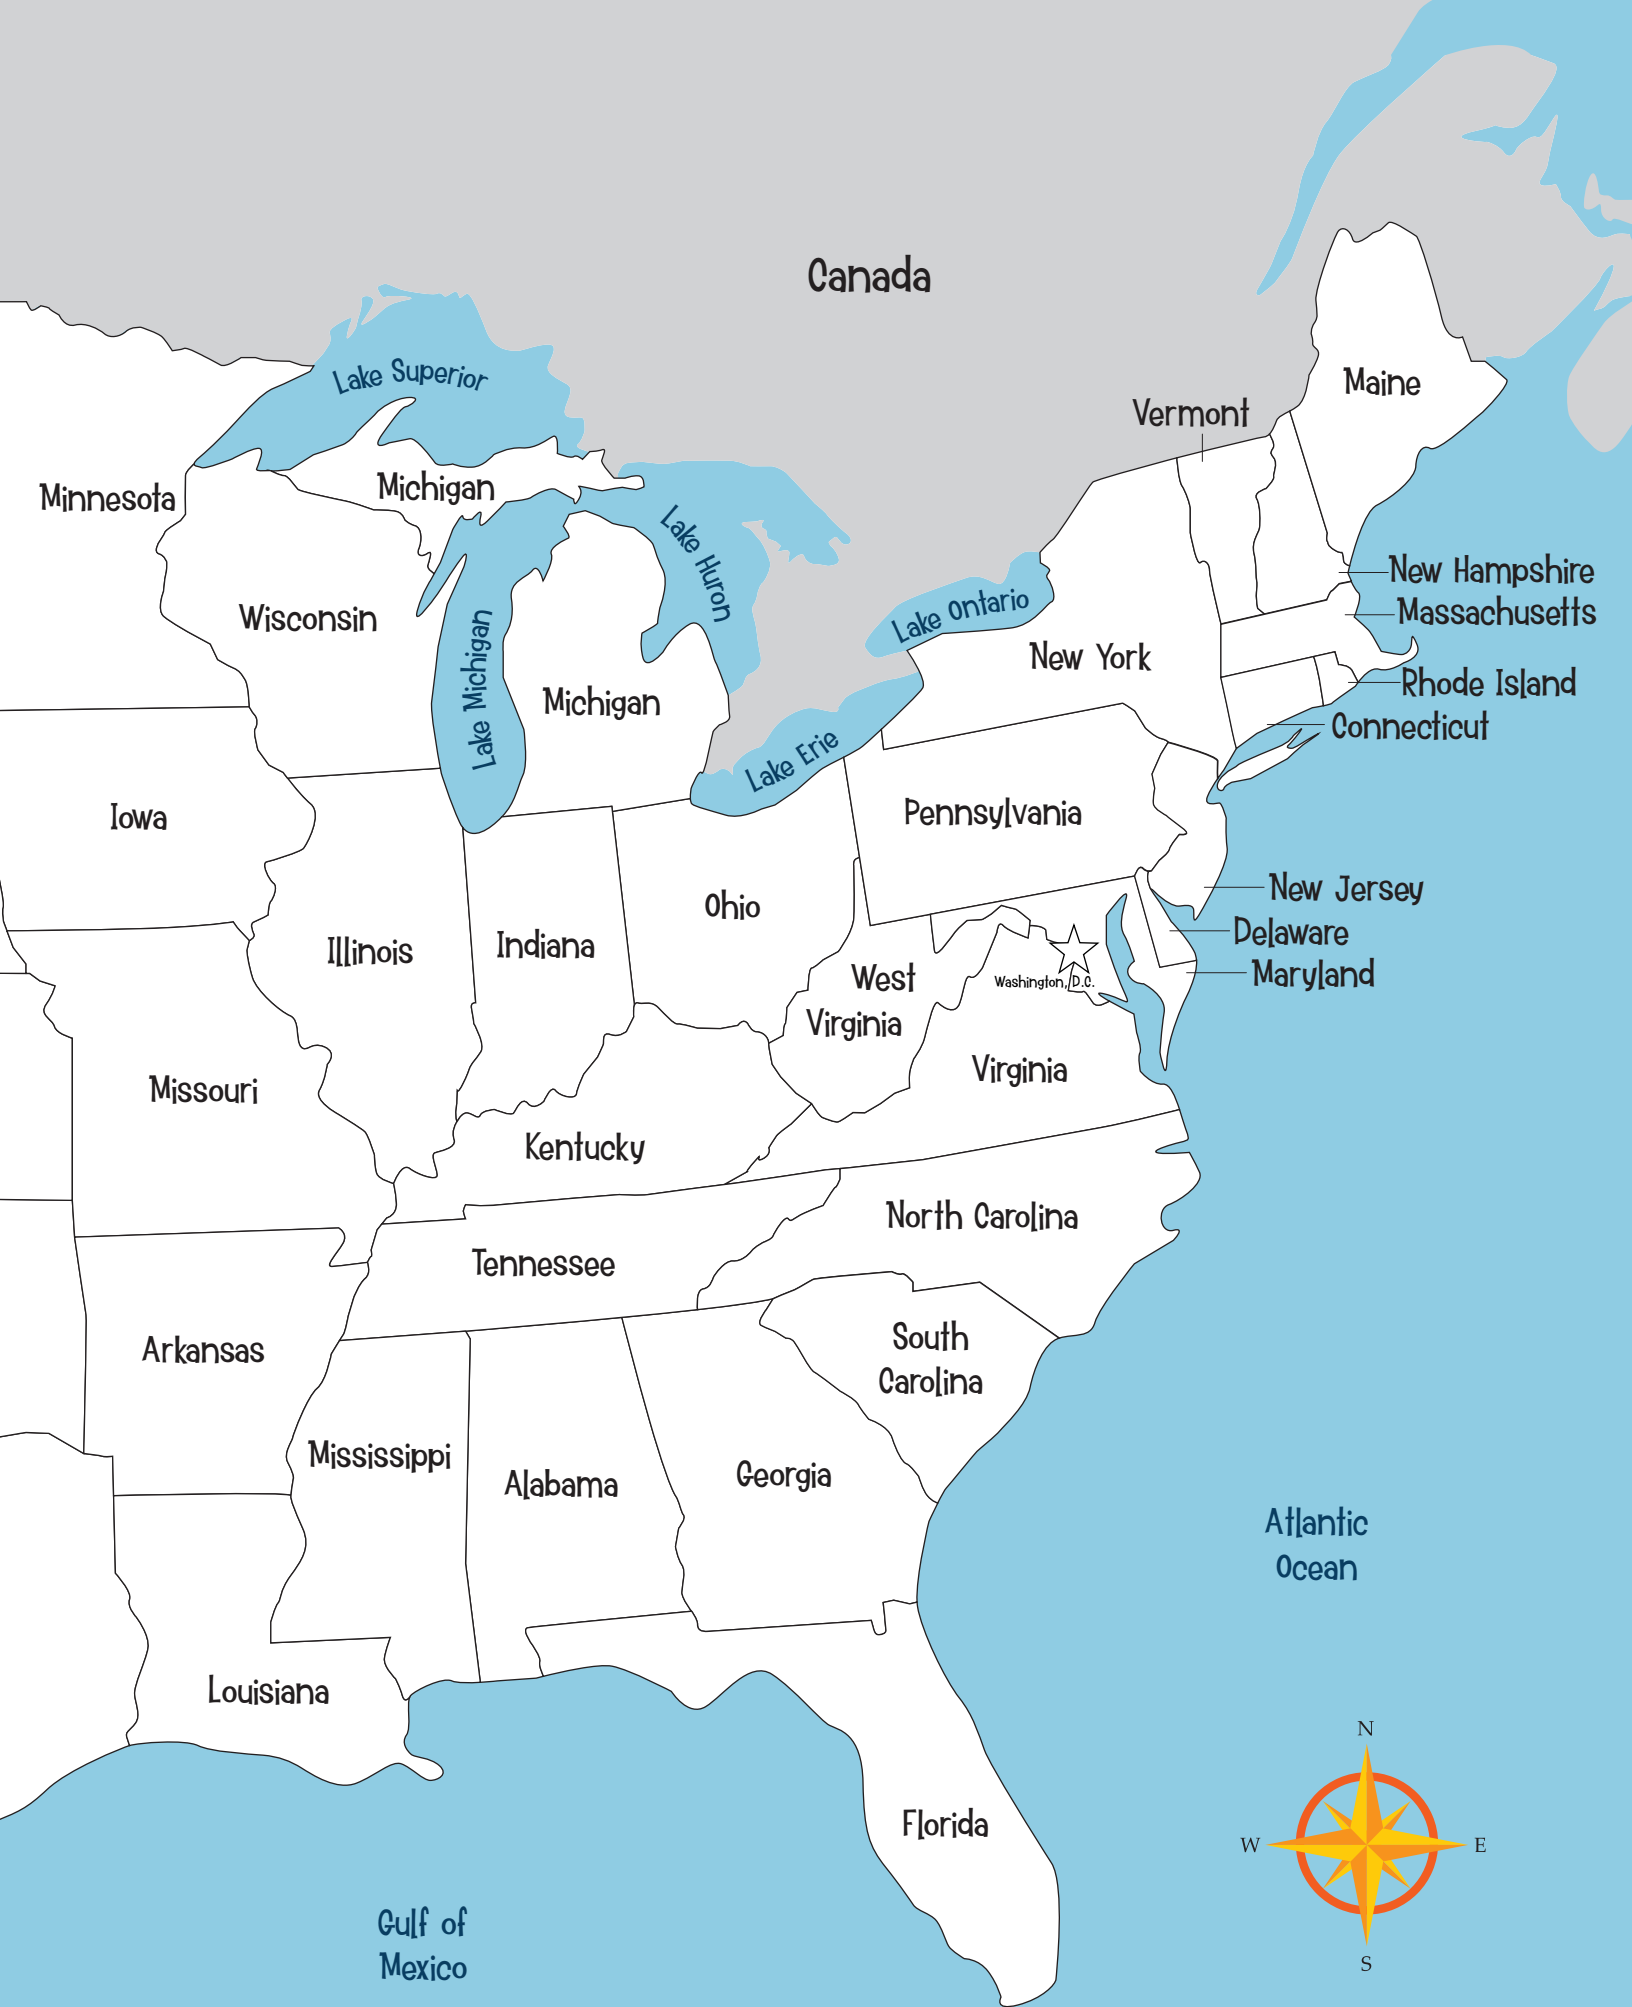 Canada
Lake Superior
Maine
Vermont
Michigan
Minnesota
Lake Huron
New Hampshire
Lake Ontario
Massachusetts
Wisconsin
New York
Lake Michigan
Rhode Island
Michigan
Connecticut
Lake Erie
Iowa
Pennsylvania
New Jersey
Ohio
Delaware
Indiana
Illinois
Maryland
West
Virginia
Washington, D.C.
Virginia
Missouri
Kentucky
North Carolina
Tennessee
South
Carolina
Arkansas
Mississippi
Georgia
Alabama
Atlantic
Ocean
Louisiana
N
Florida
W
E
Gulf of
Mexico
S